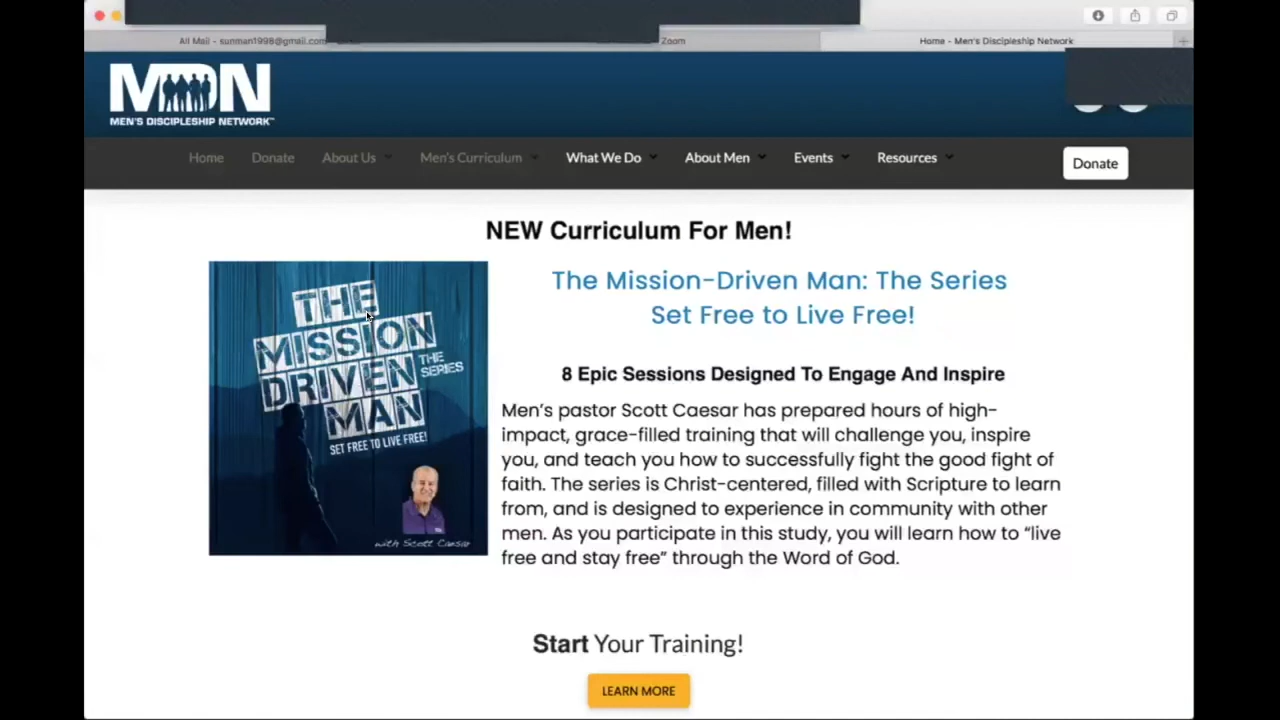 All Mail - sunman1998@gmail.com
Zoom
Home - Men's Discipleship Network
MDN
MEN'S DISCIPLESHIP NETWORK™
Home Donate About Us Men's Curriculum What We Do About Men Events Resources Donate
NEW Curriculum For Men!
THE
MISSION
DRIVEN
MAN
THE
SERIES
SET FREE TO LIVE FREE!
with Scott Caesar
The Mission-Driven Man: The Series
Set Free to Live Free!
8 Epic Sessions Designed To Engage And Inspire
Men's pastor Scott Caesar has prepared hours of high-
impact, grace-filled training that will challenge you, inspire
you, and teach you how to successfully fight the good fight of
faith. The series is Christ-centered, filled with Scripture to learn
from, and is designed to experience in community with other
men. As you participate in this study, you will learn how to “live
free and stay free” through the Word of God.
Start Your Training!
LEARN MORE